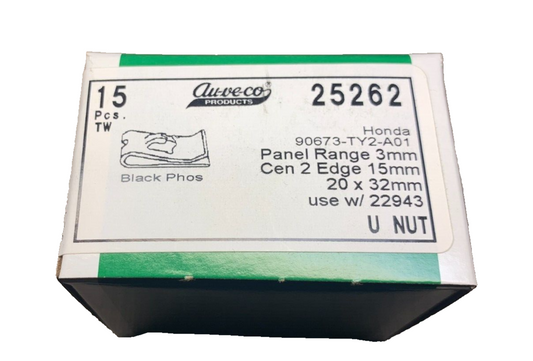 15
Pcs.
TW
au-ve-co
PRODUCTS
25262
Honda
90673-TY2-A01
Panel Range 3mm
Cen 2 Edge 15mm
20 x 32mm
use w/ 22943
Black Phos
U NUT